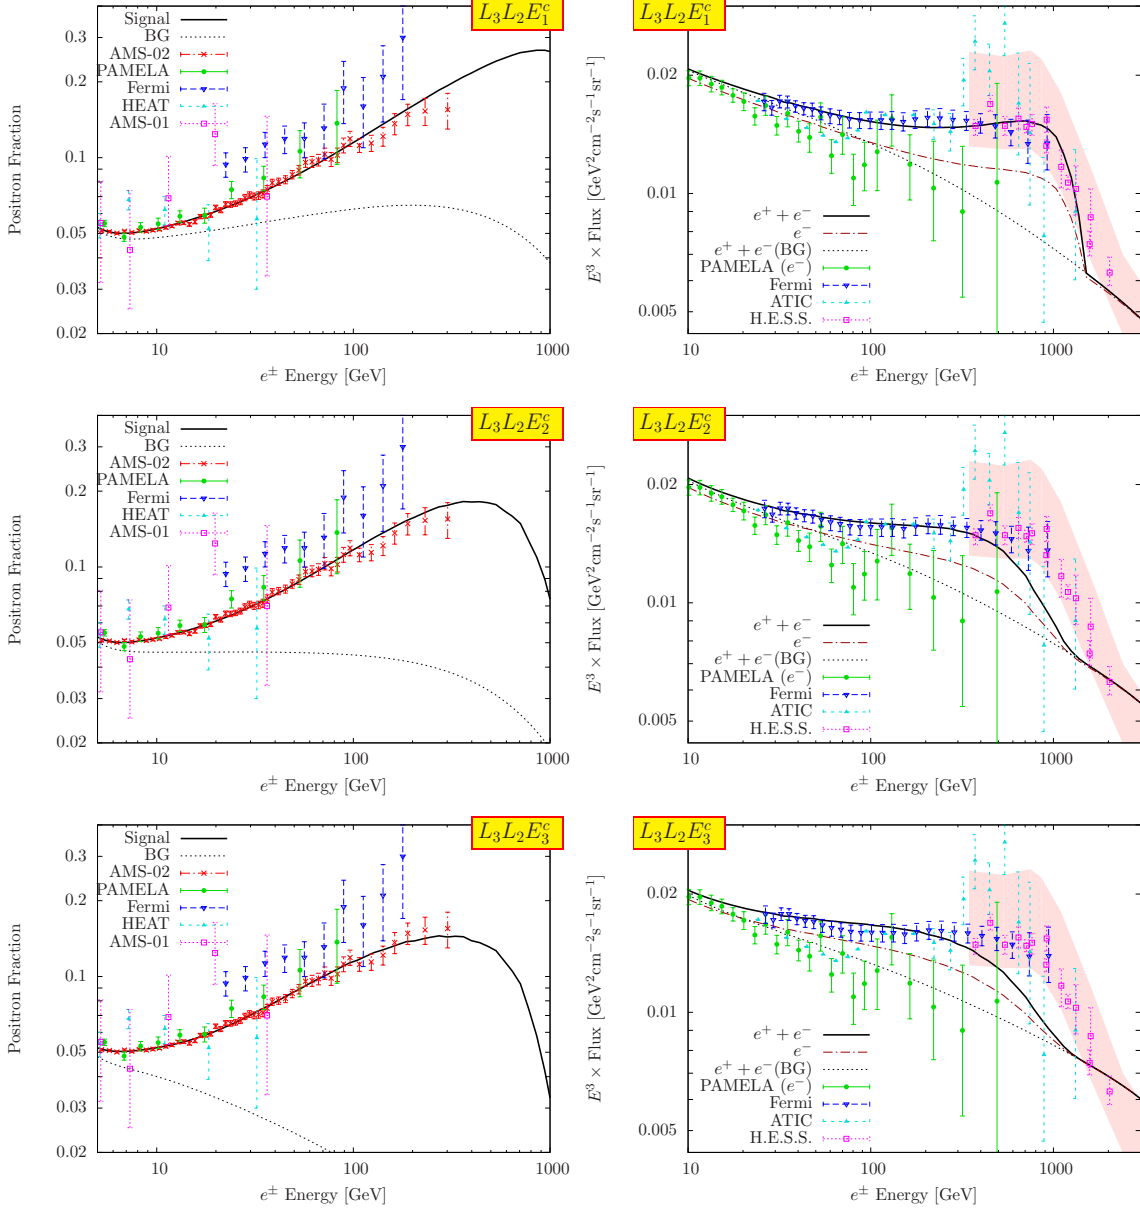 L₃L₂E₁ᶜ
Positron Fraction
0.3
0.2
0.1
0.05
0.03
0.02
Signal
BG
AMS-02
PAMELA
Fermi
HEAT
AMS-01
10
100
1000
e± Energy [GeV]
L₃L₂E₁ᶜ
E³ × Flux [GeV²cm⁻²s⁻¹sr⁻¹]
0.02
0.01
0.005
e⁺ + e⁻
e⁻
e⁺ + e⁻(BG)
PAMELA (e⁻)
Fermi
ATIC
H.E.S.S.
10
100
1000
e± Energy [GeV]
L₃L₂E₂ᶜ
Positron Fraction
0.3
0.2
0.1
0.05
0.03
0.02
Signal
BG
AMS-02
PAMELA
Fermi
HEAT
AMS-01
10
100
1000
e± Energy [GeV]
L₃L₂E₂ᶜ
E³ × Flux [GeV²cm⁻²s⁻¹sr⁻¹]
0.02
0.01
0.005
e⁺ + e⁻
e⁻
e⁺ + e⁻(BG)
PAMELA (e⁻)
Fermi
ATIC
H.E.S.S.
10
100
1000
e± Energy [GeV]
L₃L₂E₃ᶜ
Positron Fraction
0.3
0.2
0.1
0.05
0.03
0.02
Signal
BG
AMS-02
PAMELA
Fermi
HEAT
AMS-01
10
100
1000
e± Energy [GeV]
L₃L₂E₃ᶜ
E³ × Flux [GeV²cm⁻²s⁻¹sr⁻¹]
0.02
0.01
0.005
e⁺ + e⁻
e⁻
e⁺ + e⁻(BG)
PAMELA (e⁻)
Fermi
ATIC
H.E.S.S.
10
100
1000
e± Energy [GeV]